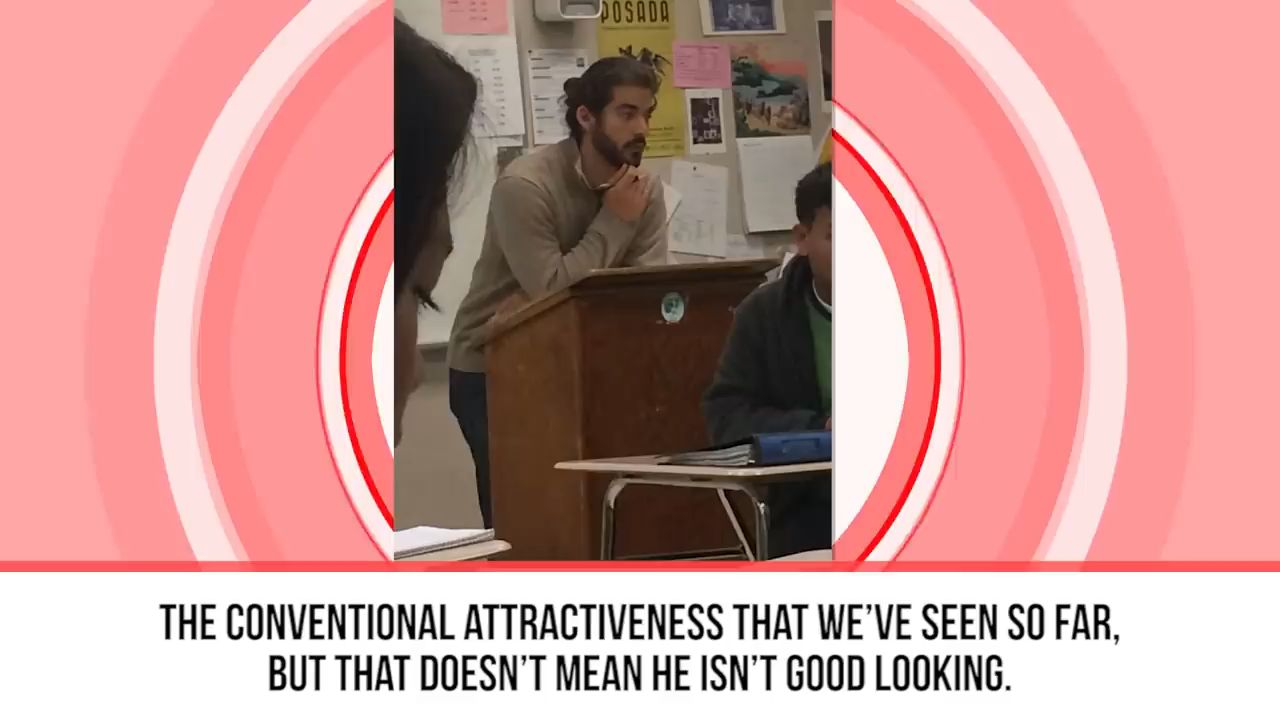 POSADA
THE CONVENTIONAL ATTRACTIVENESS THAT WE'VE SEEN SO FAR,
BUT THAT DOESN'T MEAN HE ISN'T GOOD LOOKING.